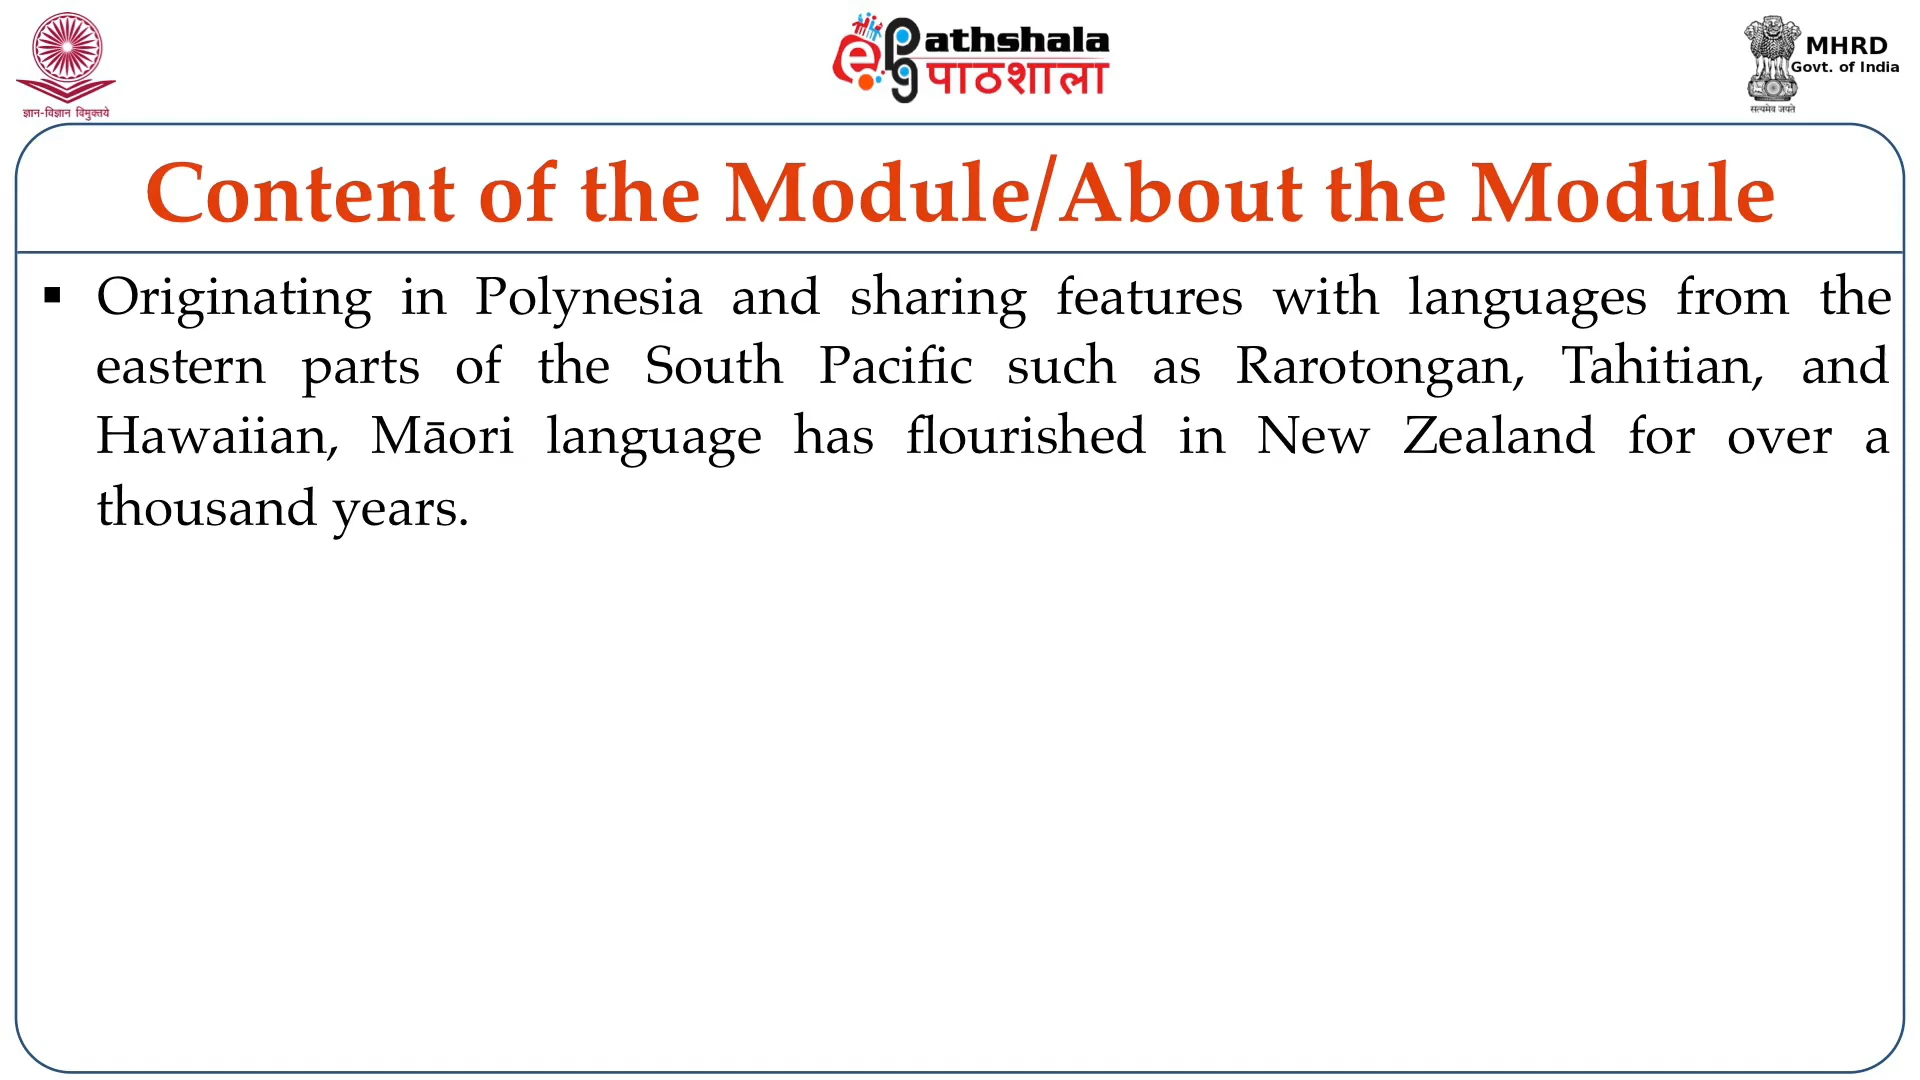 ज्ञान-विज्ञान विमुक्तये
e PG Pathshala
पाठशाला
MHRD
Govt. of India
सत्यमेव जयते
Content of the Module/About the Module
▪ Originating in Polynesia and sharing features with languages from the
eastern parts of the South Pacific such as Rarotongan, Tahitian, and
Hawaiian, Māori language has flourished in New Zealand for over a
thousand years.